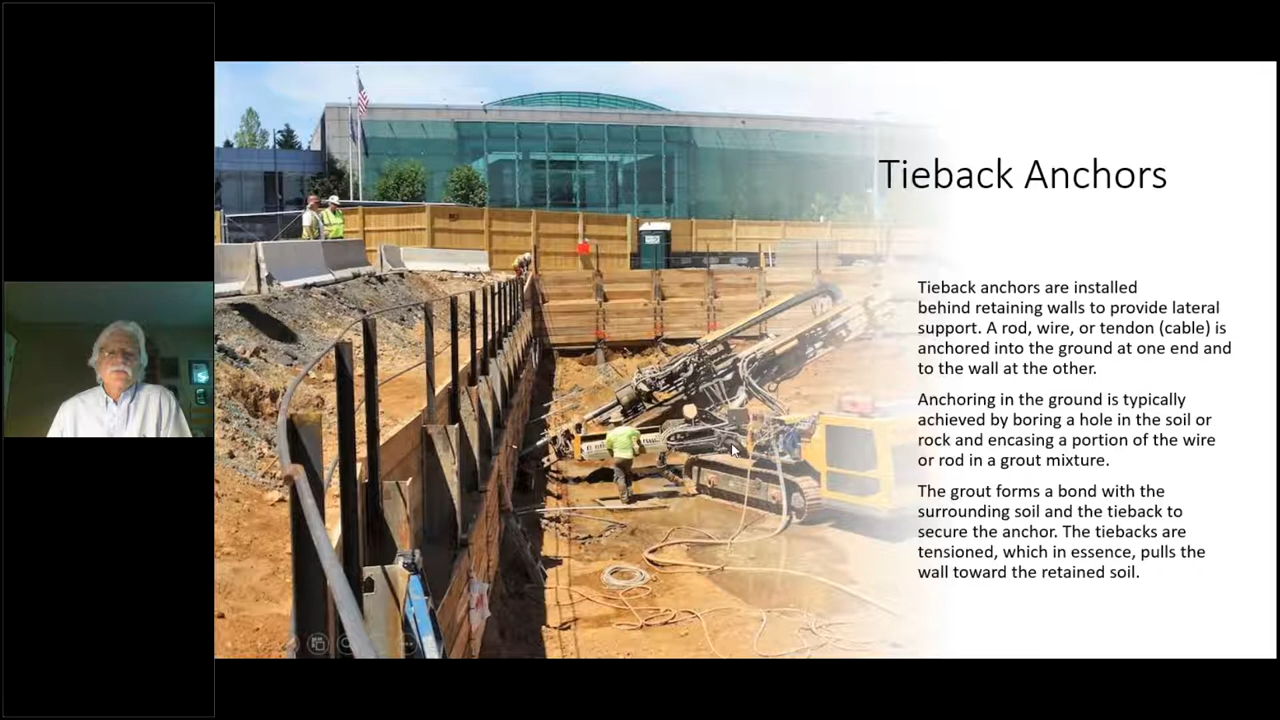 Tieback Anchors
Tieback anchors are installed
behind retaining walls to provide lateral
support. A rod, wire, or tendon (cable) is
anchored into the ground at one end and
to the wall at the other.
Anchoring in the ground is typically
achieved by boring a hole in the soil or
rock and encasing a portion of the wire
or rod in a grout mixture.
The grout forms a bond with the
surrounding soil and the tieback to
secure the anchor. The tiebacks are
tensioned, which in essence, pulls the
wall toward the retained soil.